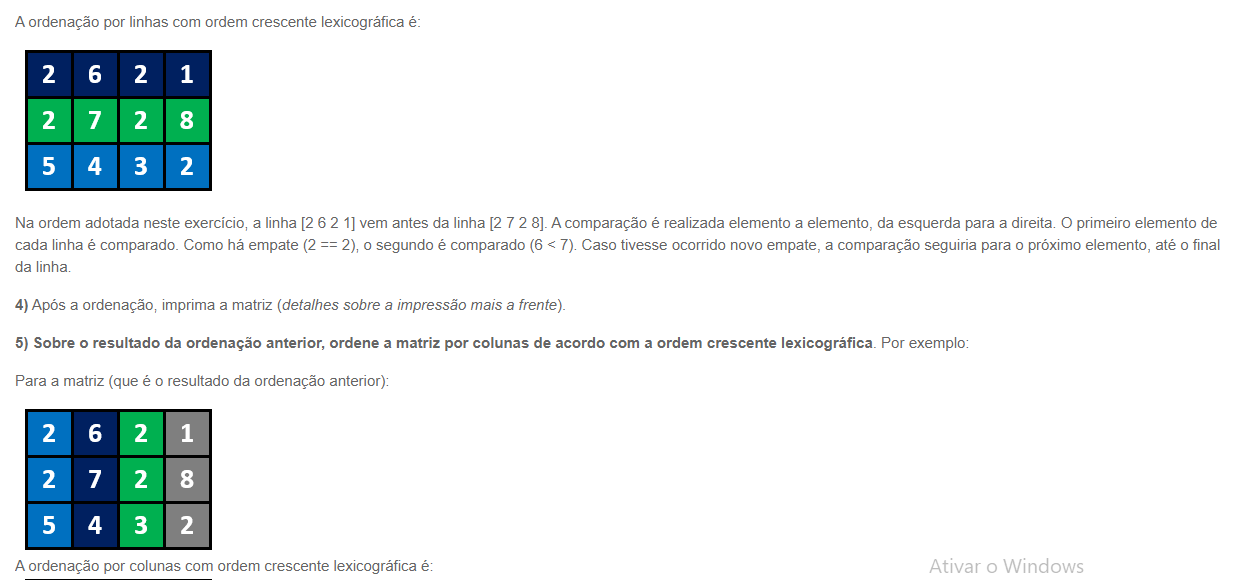 A ordenação por linhas com ordem crescente lexicográfica é:
2 6 2 1
2 7 2 8
5 4 3 2
Na ordem adotada neste exercício, a linha [2 6 2 1] vem antes da linha [2 7 2 8]. A comparação é realizada elemento a elemento, da esquerda para a direita. O primeiro elemento de
cada linha é comparado. Como há empate (2 == 2), o segundo é comparado (6 < 7). Caso tivesse ocorrido novo empate, a comparação seguiria para o próximo elemento, até o final
da linha.
4) Após a ordenação, imprima a matriz (detalhes sobre a impressão mais a frente).
5) Sobre o resultado da ordenação anterior, ordene a matriz por colunas de acordo com a ordem crescente lexicográfica. Por exemplo:
Para a matriz (que é o resultado da ordenação anterior):
2 6 2 1
2 7 2 8
5 4 3 2
A ordenação por colunas com ordem crescente lexicográfica é:
Ativar o Windows